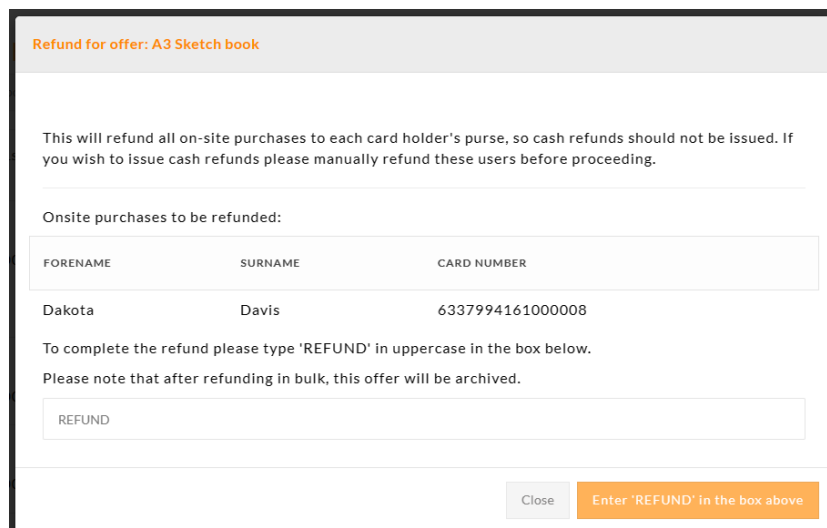 Refund for offer: A3 Sketch book
This will refund all on-site purchases to each card holder's purse, so cash refunds should not be issued. If
you wish to issue cash refunds please manually refund these users before proceeding.
Onsite purchases to be refunded:
FORENAME SURNAME CARD NUMBER
Dakota Davis 6337994161000008
To complete the refund please type 'REFUND' in uppercase in the box below.
Please note that after refunding in bulk, this offer will be archived.
REFUND
Close Enter 'REFUND' in the box above